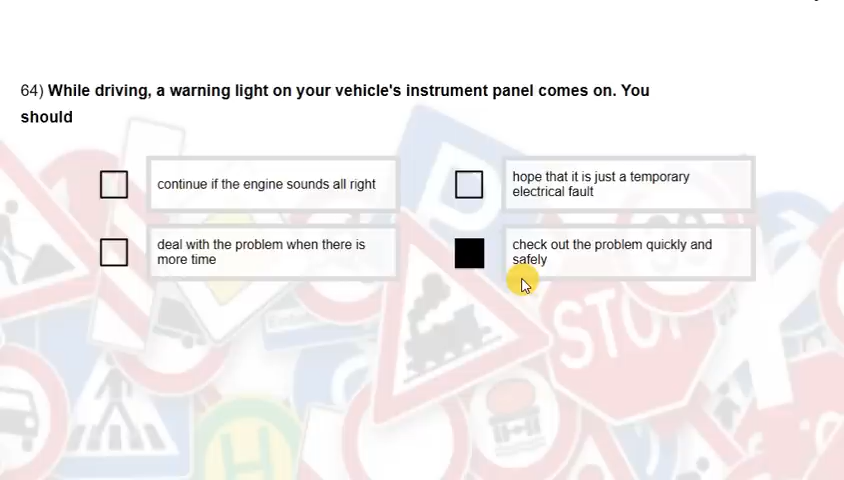 64) While driving, a warning light on your vehicle's instrument panel comes on. You
should
continue if the engine sounds all right
hope that it is just a temporary
electrical fault
deal with the problem when there is
more time
check out the problem quickly and
safely
STOP
H